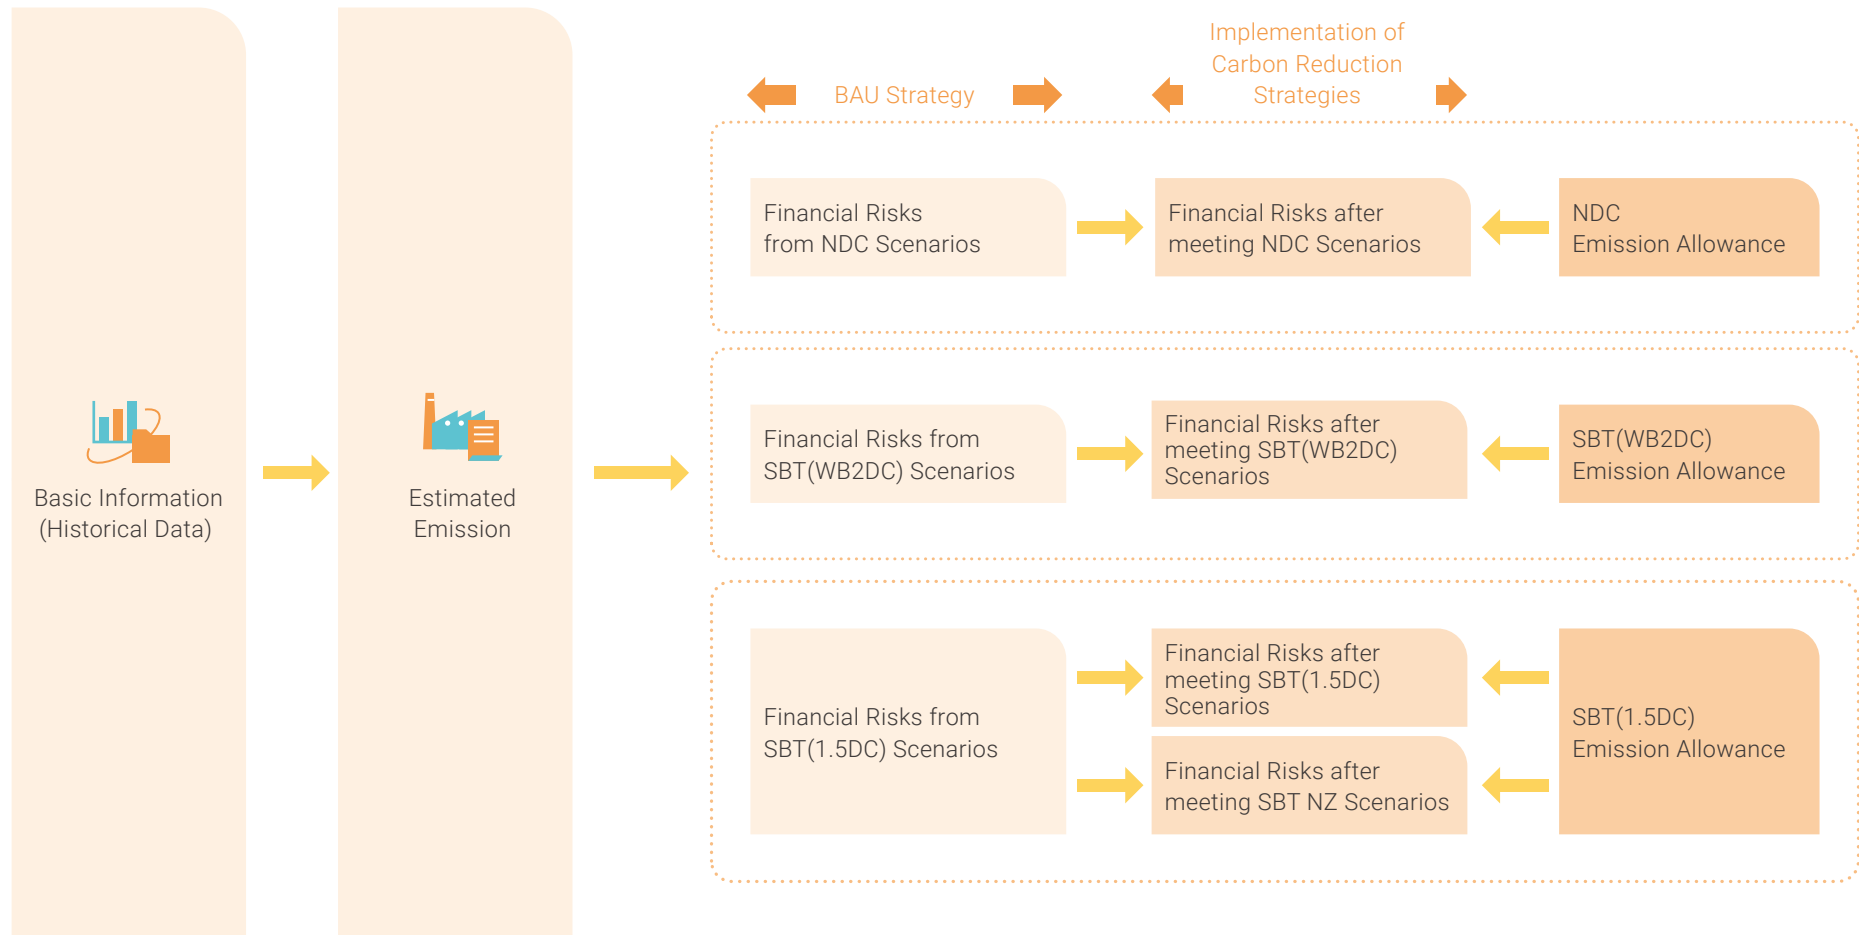 Basic Information
(Historical Data)
Estimated
Emission
BAU Strategy
Implementation of
Carbon Reduction
Strategies
Financial Risks
from NDC Scenarios
Financial Risks after
meeting NDC Scenarios
NDC
Emission Allowance
Financial Risks from
SBT(WB2DC) Scenarios
Financial Risks after
meeting SBT(WB2DC)
Scenarios
SBT(WB2DC)
Emission Allowance
Financial Risks from
SBT(1.5DC) Scenarios
Financial Risks after
meeting SBT(1.5DC)
Scenarios
Financial Risks after
meeting SBT NZ Scenarios
SBT(1.5DC)
Emission Allowance